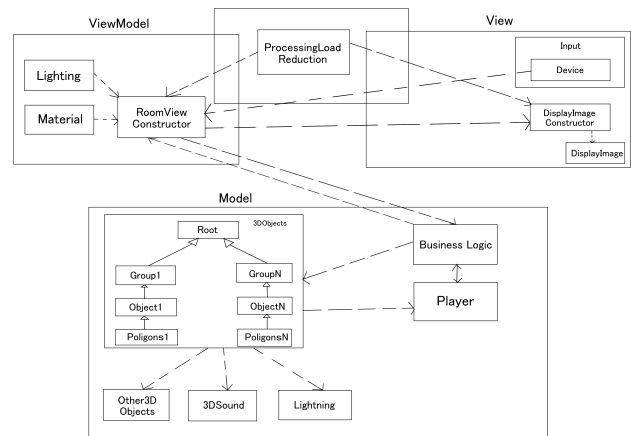 ViewModel
View
ProcessingLoad
Reduction
Input
Device
Lighting
Material
RoomView
Constructor
DisplayImage
Constructor
DisplayImage
Model
3DObjects
Root
Group1
GroupN
Object1
ObjectN
Poligons1
PoligonsN
Business Logic
Player
Other3D
Objects
3DSound
Lightning